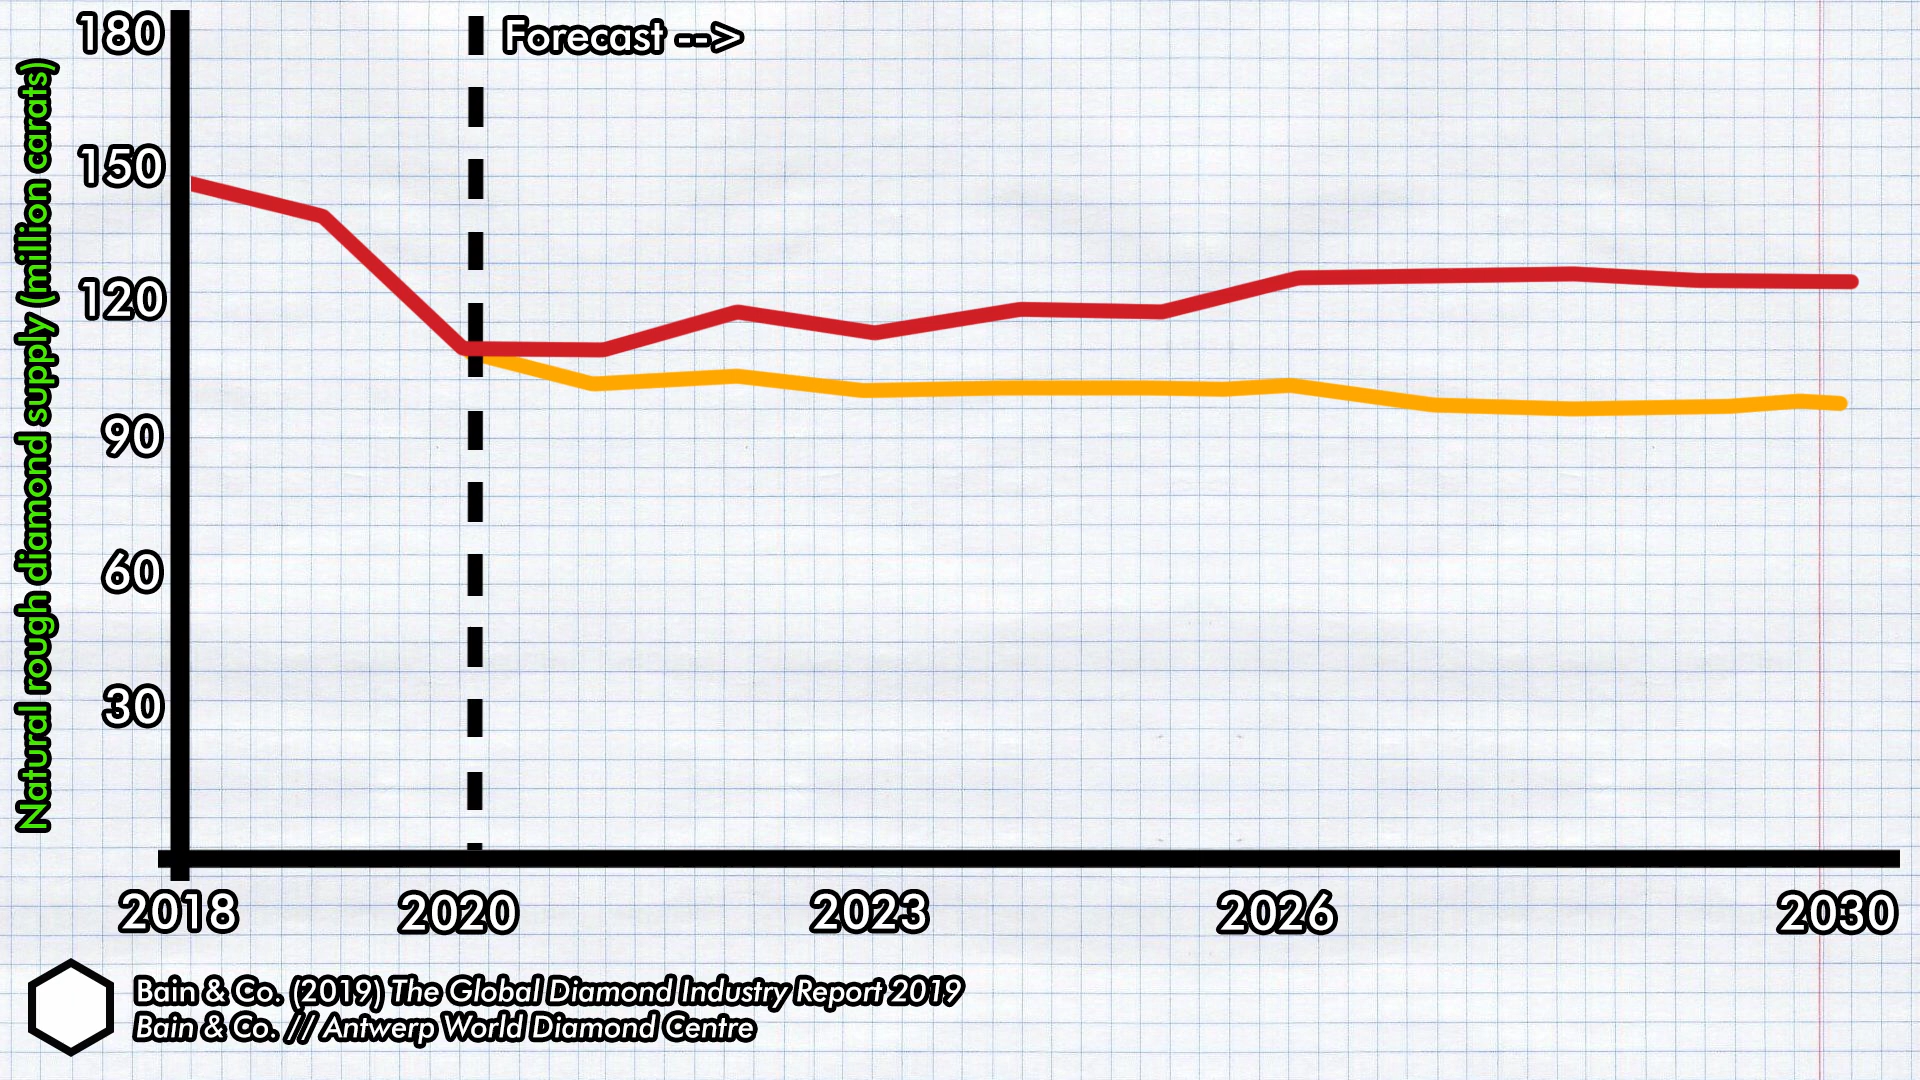 180
Forecast -->
150
120
90
60
30
Natural rough diamond supply (million carats)
2018
2020
2023
2026
2030
Bain & Co. (2019) The Global Diamond Industry Report 2019
Bain & Co. // Antwerp World Diamond Centre